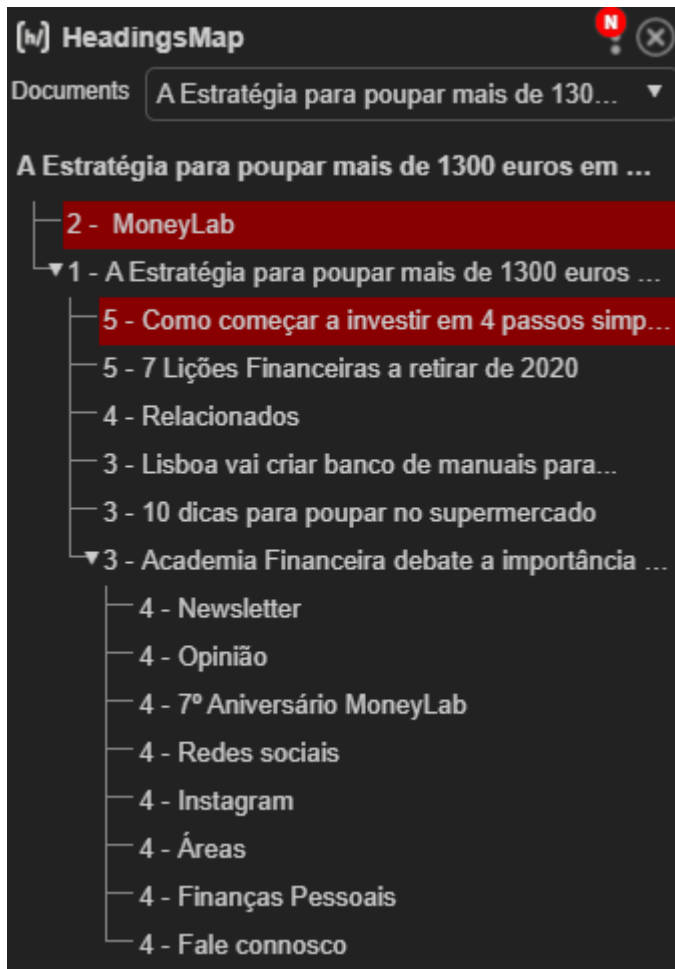 [h/] HeadingsMap
N
Documents A Estratégia para poupar mais de 130...
A Estratégia para poupar mais de 1300 euros em ...
2 - MoneyLab
1 - A Estratégia para poupar mais de 1300 euros ...
5 - Como começar a investir em 4 passos simp...
5 - 7 Lições Financeiras a retirar de 2020
4 - Relacionados
3 - Lisboa vai criar banco de manuais para...
3 - 10 dicas para poupar no supermercado
3 - Academia Financeira debate a importância ...
4 - Newsletter
4 - Opinião
4 - 7º Aniversário MoneyLab
4 - Redes sociais
4 - Instagram
4 - Áreas
4 - Finanças Pessoais
4 - Fale connosco